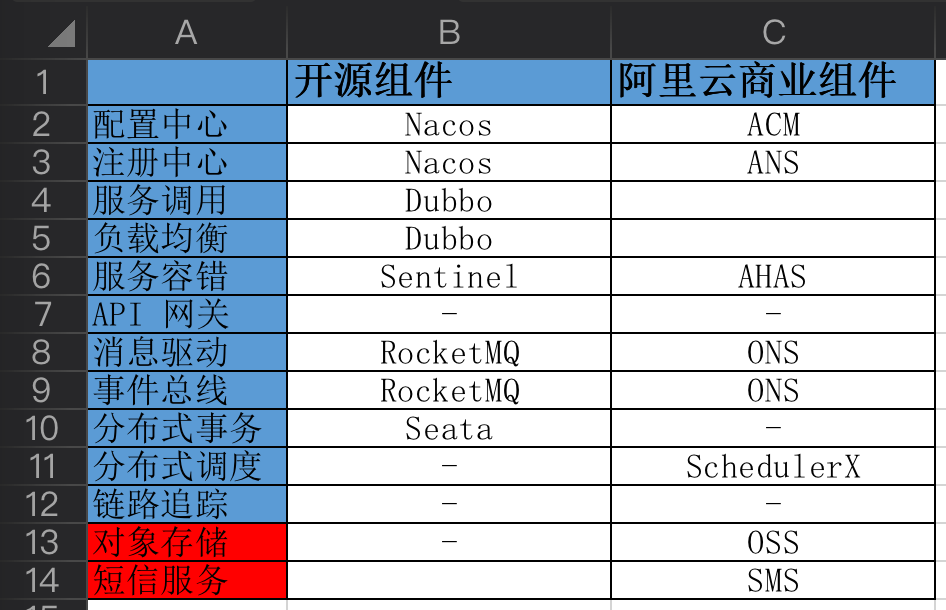 A B C
1 开源组件 阿里云商业组件
2 配置中心 Nacos ACM
3 注册中心 Nacos ANS
4 服务调用 Dubbo
5 负载均衡 Dubbo
6 服务容错 Sentinel AHAS
7 API 网关 - -
8 消息驱动 RocketMQ ONS
9 事件总线 RocketMQ ONS
10 分布式事务 Seata -
11 分布式调度 - SchedulerX
12 链路追踪 - -
13 对象存储 - OSS
14 短信服务 SMS